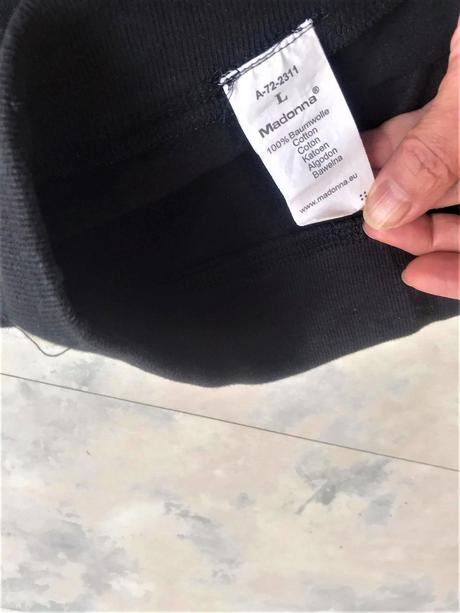 A-72-2311
L
Madonna®
100% Baumwolle
Cotton
Coton
Katoen
Algodon
Bawelna
www.madonna.eu